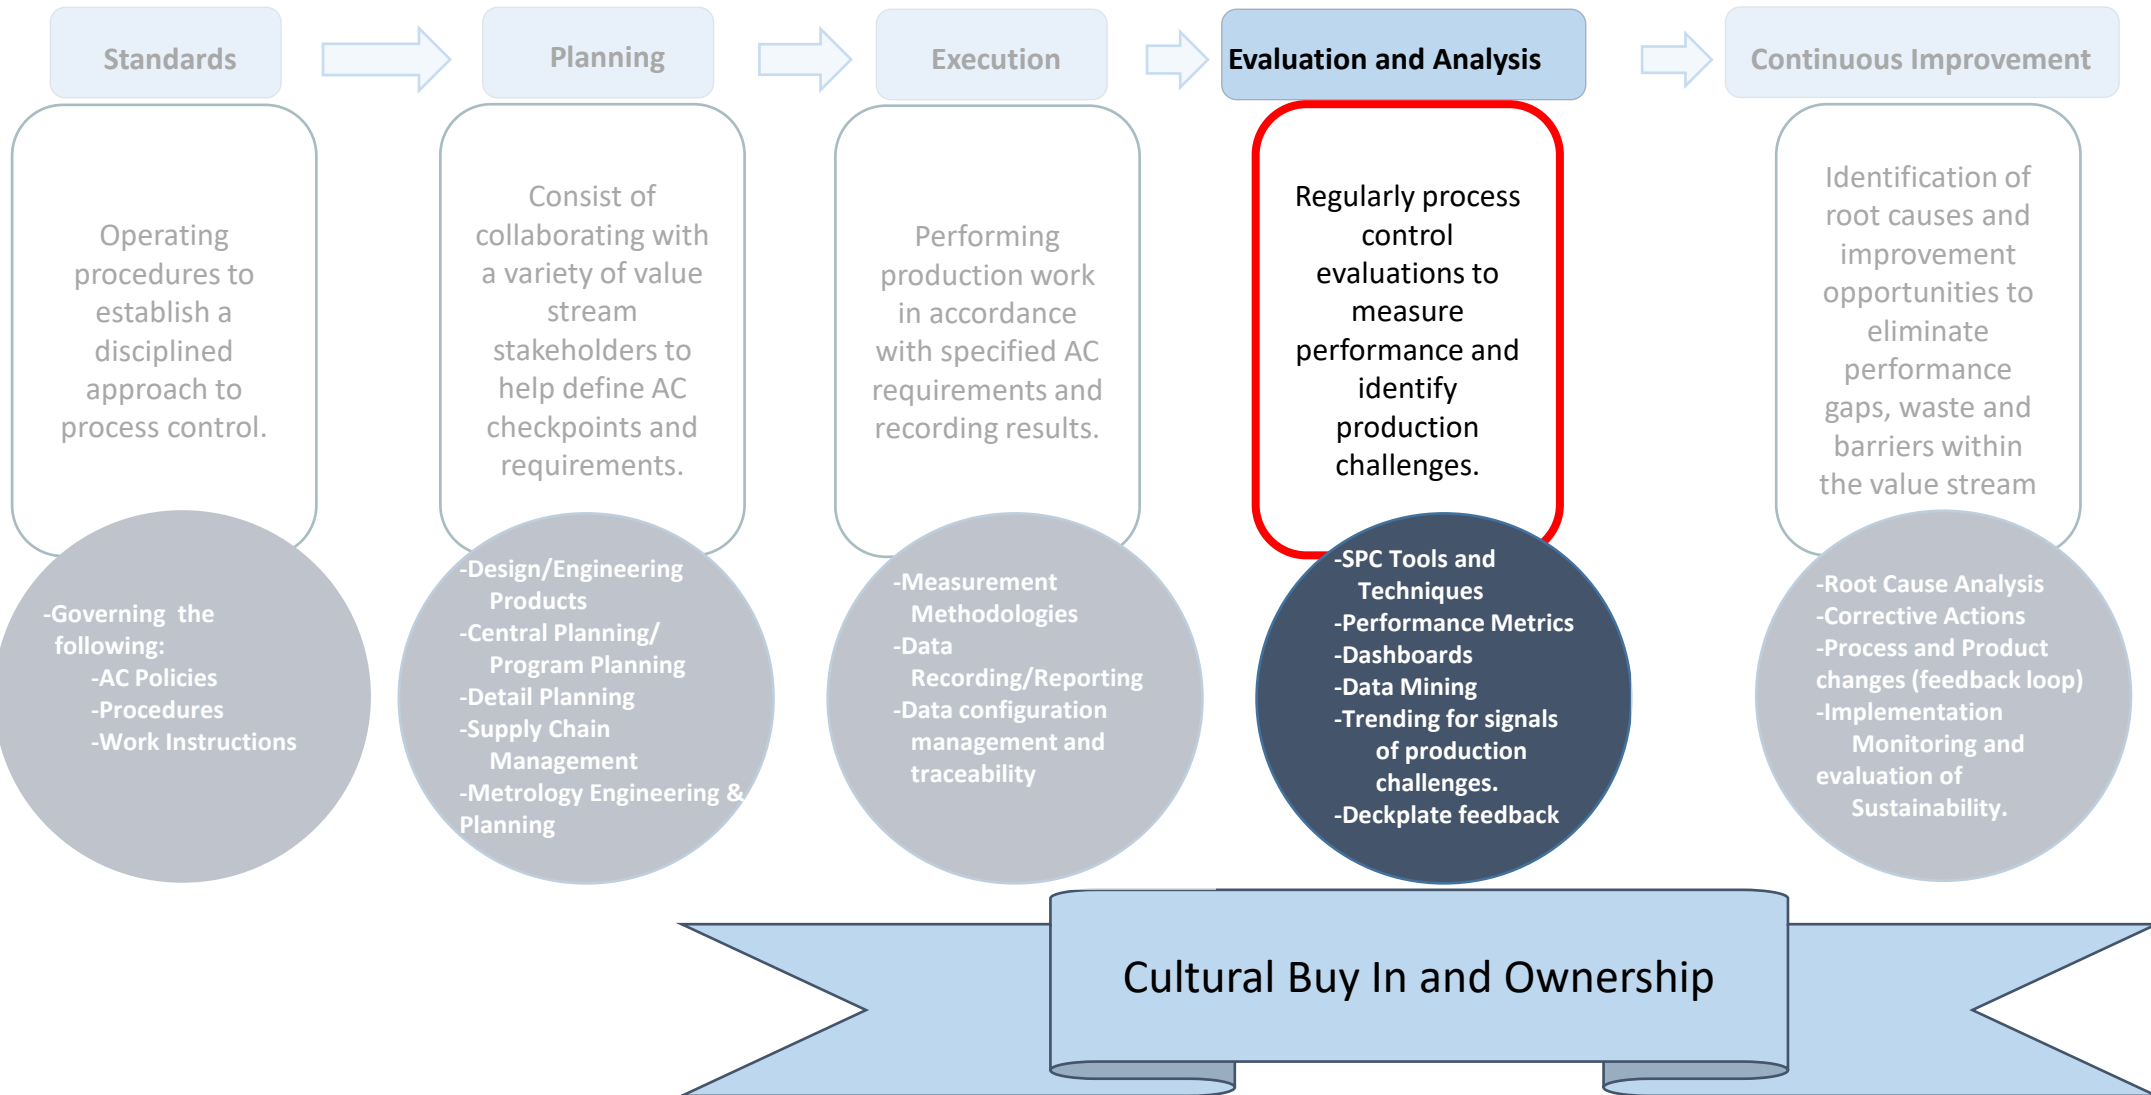 Standards
Planning
Execution
Evaluation and Analysis
Continuous Improvement
Operating
procedures to
establish a
disciplined
approach to
process control.
Consist of
collaborating with
a variety of value
stream
stakeholders to
help define AC
checkpoints and
requirements.
Performing
production work
in accordance
with specified AC
requirements and
recording results.
Regularly process
control
evaluations to
measure
performance and
identify
production
challenges.
Identification of
root causes and
improvement
opportunities to
eliminate
performance
gaps, waste and
barriers within
the value stream
-Governing the
following:
-AC Policies
-Procedures
-Work Instructions
-Design/Engineering
Products
-Central Planning/
Program Planning
-Detail Planning
-Supply Chain
Management
-Metrology Engineering &
Planning
-Measurement
Methodologies
-Data
Recording/Reporting
-Data configuration
management and
traceability
-SPC Tools and
Techniques
-Performance Metrics
-Dashboards
-Data Mining
-Trending for signals
of production
challenges.
-Deckplate feedback
-Root Cause Analysis
-Corrective Actions
-Process and Product
changes (feedback loop)
-Implementation
Monitoring and
evaluation of
Sustainability.
Cultural Buy In and Ownership